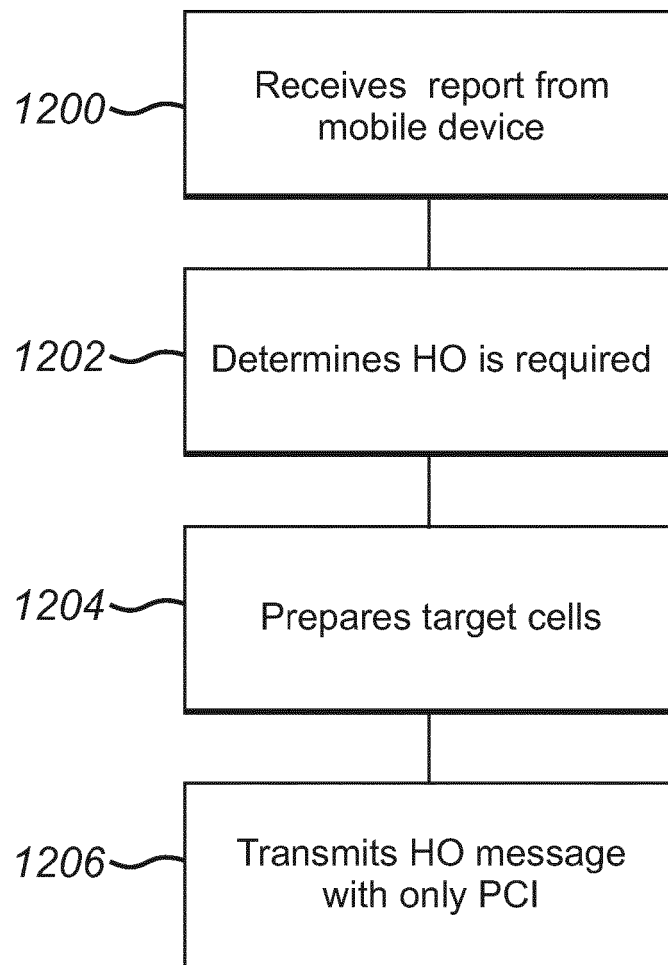 1200
Receives report from
mobile device
1202
Determines HO is required
1204
Prepares target cells
1206
Transmits HO message
with only PCI